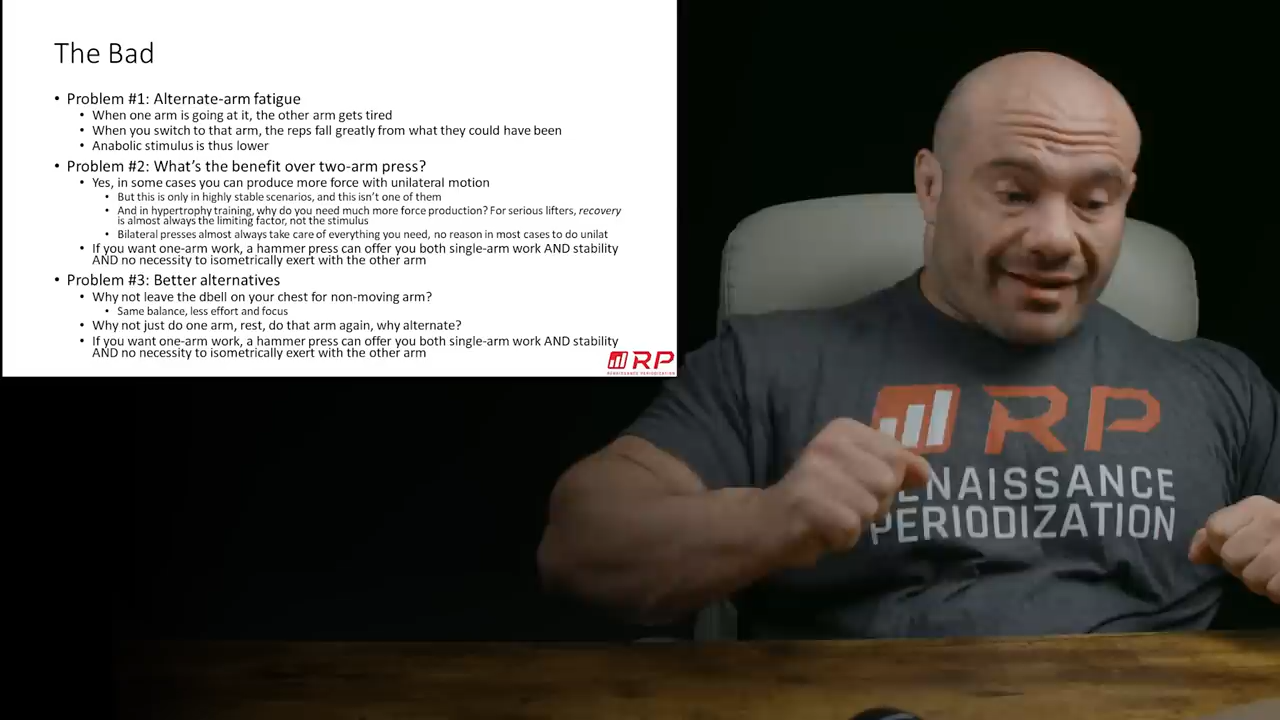 The Bad
• Problem #1: Alternate-arm fatigue
• When one arm is going at it, the other arm gets tired
• When you switch to that arm, the reps fall greatly from what they could have been
• Anabolic stimulus is thus lower
• Problem #2: What's the benefit over two-arm press?
• Yes, in some cases you can produce more force with unilateral motion
• But this is only in highly stable scenarios, and this isn't one of them
• And in hypertrophy training, why do you need much more force production? For serious lifters, recovery
is almost always the limiting factor, not the stimulus
• Bilateral presses almost always take care of everything you need, no reason in most cases to do unilat
• If you want one-arm work, a hammer press can offer you both single-arm work AND stability
AND no necessity to isometrically exert with the other arm
• Problem #3: Better alternatives
• Why not leave the dbell on your chest for non-moving arm?
• Same balance, less effort and focus
• Why not just do one arm, rest, do that arm again, why alternate?
• If you want one-arm work, a hammer press can offer you both single-arm work AND stability
AND no necessity to isometrically exert with the other arm
RP
RENAISSANCE PERIODIZATION
RP
RENAISSANCE
PERIODIZATION